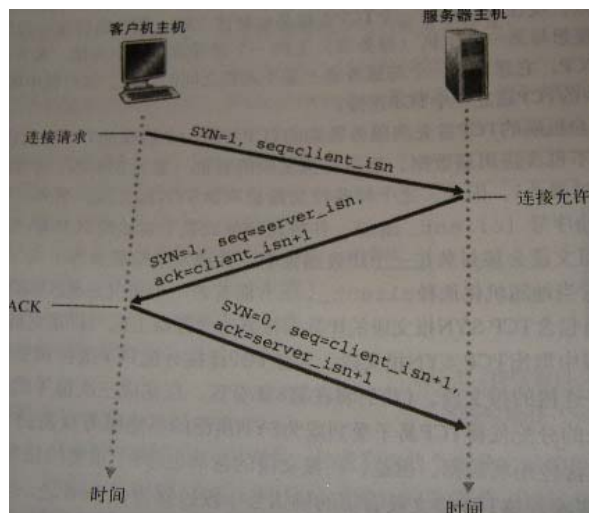 客户机主机
服务器主机
连接请求
SYN=1, seq=client_isn
连接允许
SYN=1, seq=server_isn,
ack=client_isn+1
ACK
SYN=0, seq=client_isn+1,
ack=server_isn+1
时间
时间